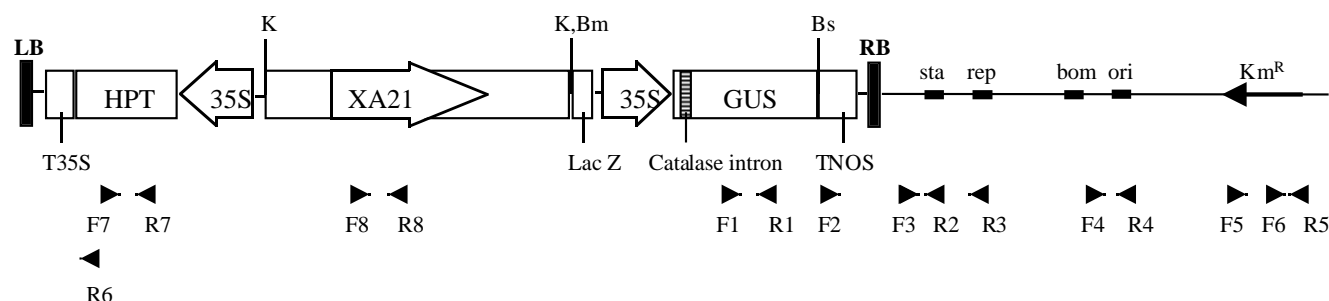 K K,Bm Bs
LB RB
sta rep bom ori Km^R
HPT 35S XA21 35S GUS
T35S Lac Z Catalase intron TNOS
F7 R7 F8 R8 F1 R1 F2 F3 R2 R3 F4 R4 F5 F6 R5
R6